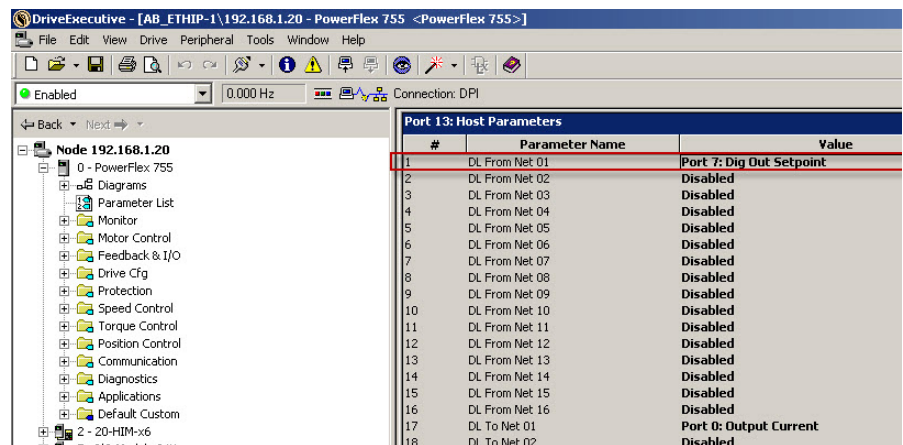 DriveExecutive - [AB_ETHIP-1\192.168.1.20 - PowerFlex 755 <PowerFlex 755>]
File Edit View Drive Peripheral Tools Window Help
Enabled 0.000 Hz Connection: DPI
Back Next
Node 192.168.1.20
0 - PowerFlex 755
Diagrams
Parameter List
Monitor
Motor Control
Feedback & I/O
Drive Cfg
Protection
Speed Control
Torque Control
Position Control
Communication
Diagnostics
Applications
Default Custom
2 - 20-HIM-x6
Port 13: Host Parameters
# Parameter Name Value
1 DL From Net 01 Port 7: Dig Out Setpoint
2 DL From Net 02 Disabled
3 DL From Net 03 Disabled
4 DL From Net 04 Disabled
5 DL From Net 05 Disabled
6 DL From Net 06 Disabled
7 DL From Net 07 Disabled
8 DL From Net 08 Disabled
9 DL From Net 09 Disabled
10 DL From Net 10 Disabled
11 DL From Net 11 Disabled
12 DL From Net 12 Disabled
13 DL From Net 13 Disabled
14 DL From Net 14 Disabled
15 DL From Net 15 Disabled
16 DL From Net 16 Disabled
17 DL To Net 01 Port 0: Output Current
18 DL To Net 02 Disabled